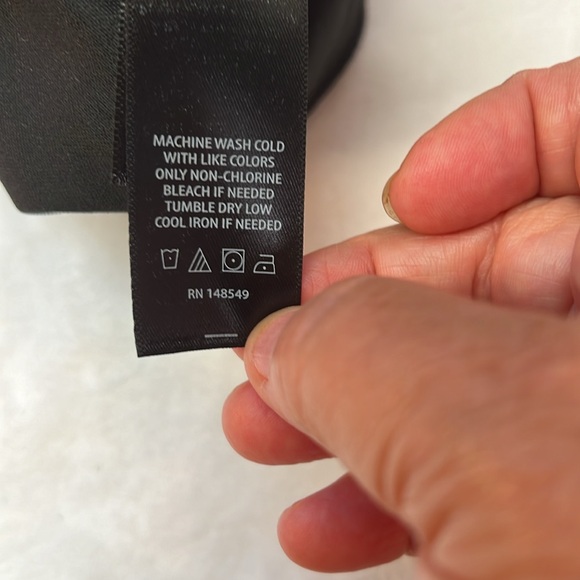 MACHINE WASH COLD
WITH LIKE COLORS
ONLY NON-CHLORINE
BLEACH IF NEEDED
TUMBLE DRY LOW
COOL IRON IF NEEDED
RN 148549